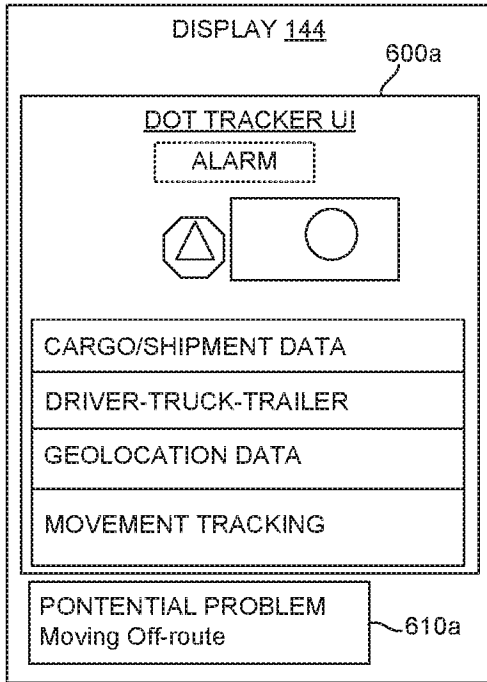 DISPLAY 144
600a
DOT TRACKER UI
ALARM
CARGO/SHIPMENT DATA
DRIVER-TRUCK-TRAILER
GEOLOCATION DATA
MOVEMENT TRACKING
PONTENTIAL PROBLEM
Moving Off-route
610a